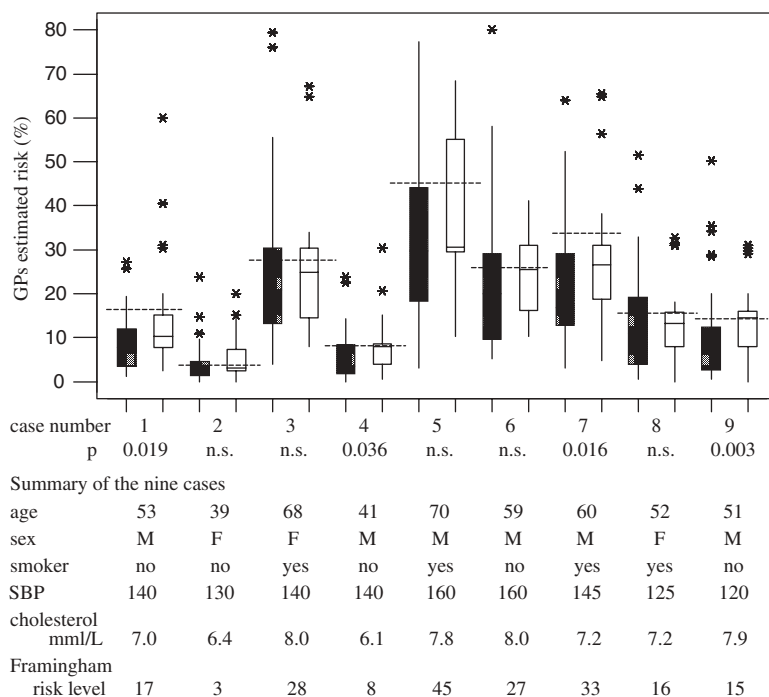 80
70
60
50
40
30
20
10
0
GPs estimated risk (%)
case number 1 2 3 4 5 6 7 8 9
p 0.019 n.s. n.s. 0.036 n.s. n.s. 0.016 n.s. 0.003
Summary of the nine cases
age 53 39 68 41 70 59 60 52 51
sex M F F M M M M F M
smoker no no yes no yes no yes yes no
SBP 140 130 140 140 160 160 145 125 120
cholesterol
mml/L 7.0 6.4 8.0 6.1 7.8 8.0 7.2 7.2 7.9
Framingham
risk level 17 3 28 8 45 27 33 16 15